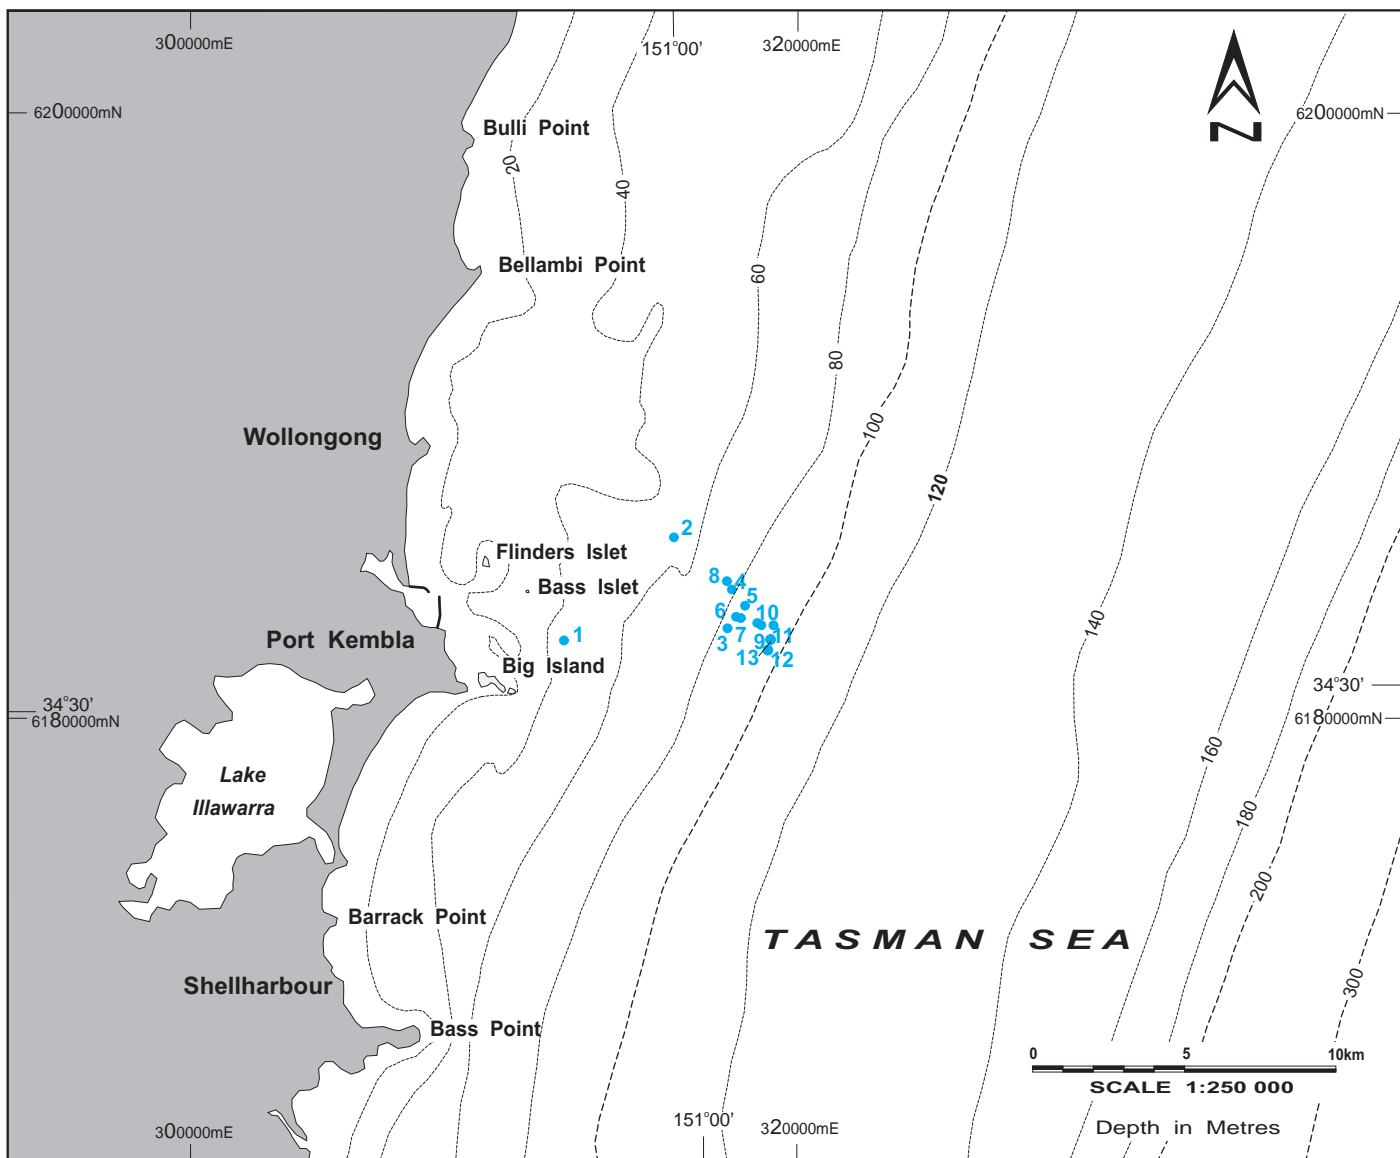 300000mE
151°00'
320000mE
6200000mN
6200000mN
N
Bulli Point
20
40
Bellambi Point
60
80
100
Wollongong
120
2
Flinders Islet
8
4
Bass Islet
5
6
10
140
Port Kembla
1
3
7
9
11
13
12
Big Island
34°30'
34°30'
6180000mN
6180000mN
160
Lake
Illawarra
180
200
Barrack Point
TASMAN SEA
300
Shellharbour
Bass Point
0 5 10km
SCALE 1:250 000
Depth in Metres
300000mE
151°00'
320000mE